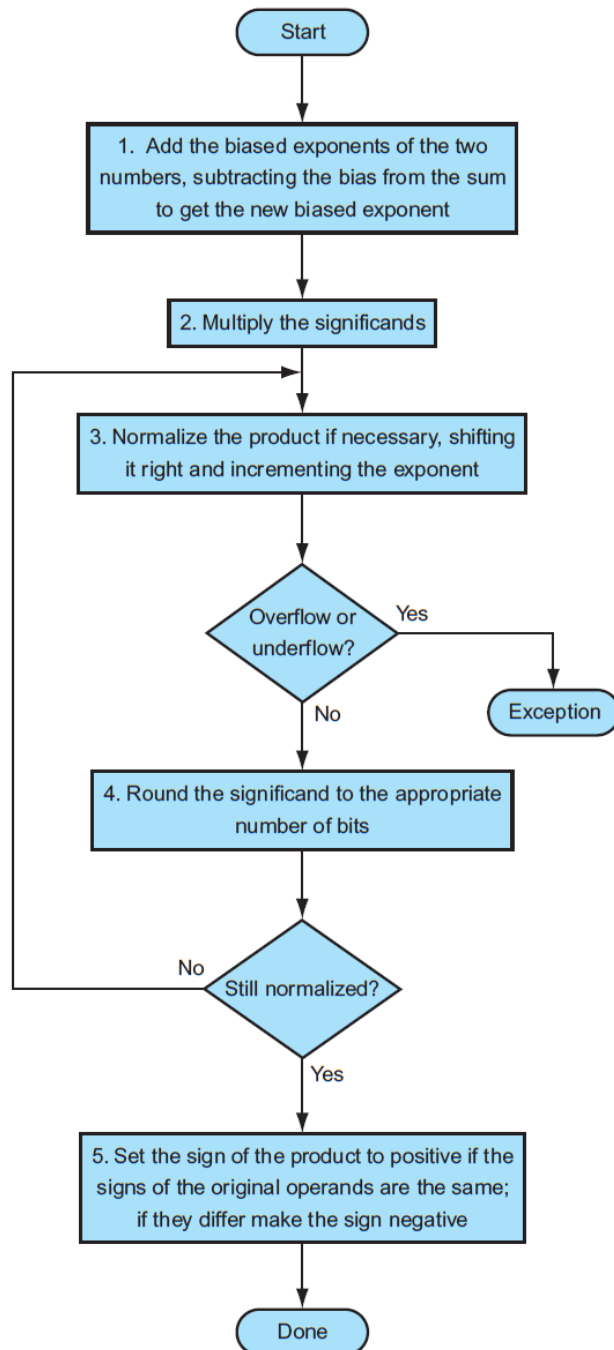 Start
1. Add the biased exponents of the two
numbers, subtracting the bias from the sum
to get the new biased exponent
2. Multiply the significands
3. Normalize the product if necessary, shifting
it right and incrementing the exponent
Overflow or
underflow?
Yes
No
Exception
4. Round the significand to the appropriate
number of bits
No
Still normalized?
Yes
5. Set the sign of the product to positive if the
signs of the original operands are the same;
if they differ make the sign negative
Done